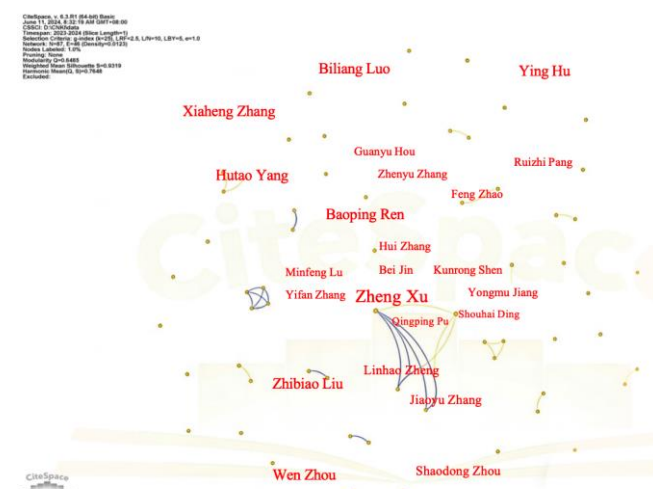 CiteSpace, v. 6.3.R1 (64-bit) Basic
June 11, 2024, 8:32:19 AM GMT+08:00
CSSCI: D:\CNKI\data
Timespan: 2023-2024 (Slice Length=1)
Selection Criteria: g-index (k=25), LRF=2.5, L/N=10, LBY=5, e=1.0
Network: N=87, E=46 (Density=0.0123)
Nodes Labeled: 1.0%
Pruning: None
Modularity Q=0.6485
Weighted Mean Silhouette S=0.9319
Harmonic Mean(Q, S)=0.7648
Excluded:
Biliang Luo
Ying Hu
Xiaheng Zhang
Guanyu Hou
Ruizhi Pang
Hutao Yang
Zhenyu Zhang
Feng Zhao
Baoping Ren
CiteSpace
Hui Zhang
Minfeng Lu
Bei Jin
Kunrong Shen
Yifan Zhang
Zheng Xu
Yongmu Jiang
Qingping Pu
Shouhai Ding
Linhao Zheng
Zhibiao Liu
Jiaoyu Zhang
Wen Zhou
Shaodong Zhou
CiteSpace